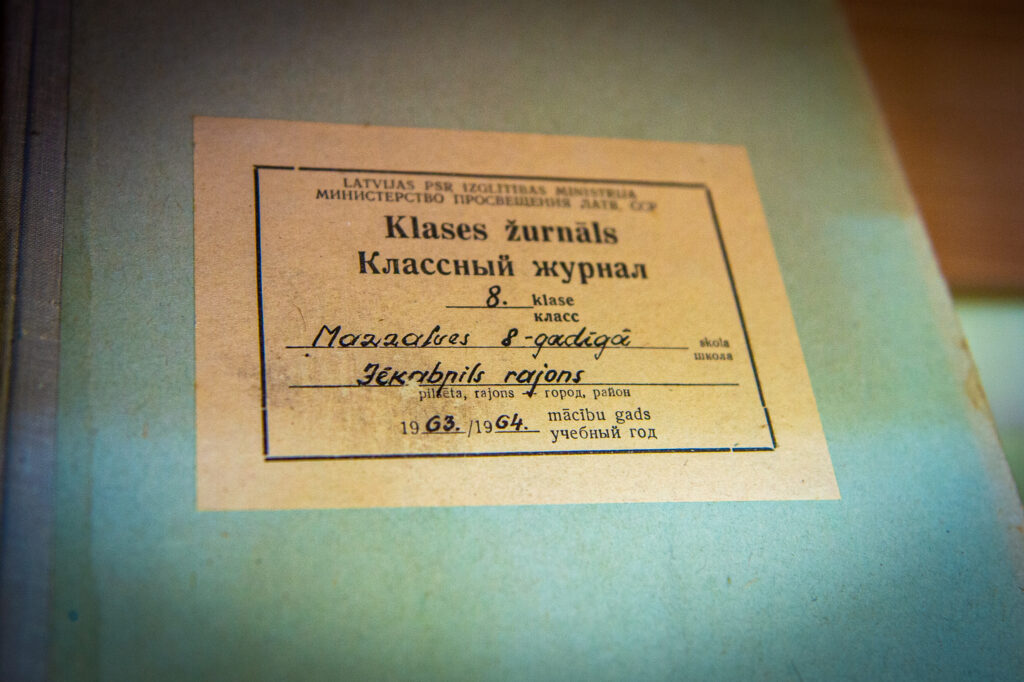 LATVIJAS PSR IZGLĪTĪBAS MINISTRIJA
МИНИСТЕРСТВО ПРОСВЕЩЕНИЯ ЛАТВ. ССР
Klases žurnāls
Классный журнал
8. klase
класс
Mazzalves 8-gadīgā skola
школа
Jēkabpils rajons
pilsēta, rajons — город, район
1963./1964. mācību gads
учебный год